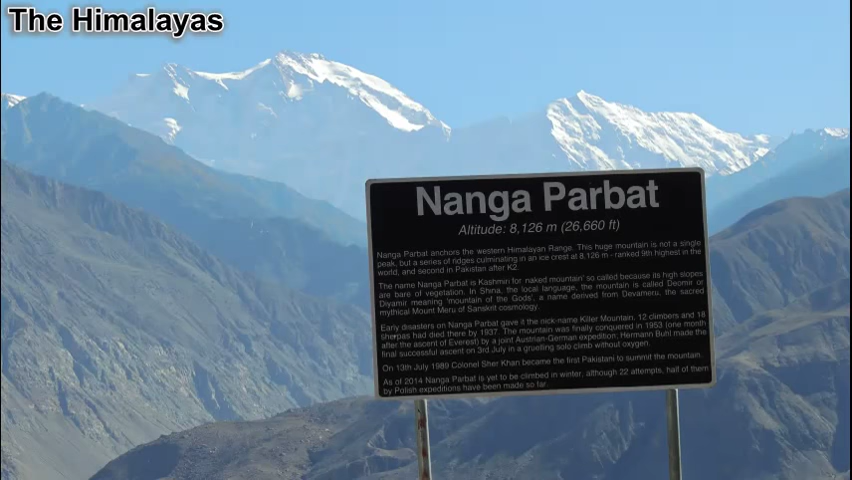 The Himalayas
Nanga Parbat
Altitude: 8,126 m (26,660 ft)
Nanga Parbat anchors the western Himalayan Range. This huge mountain is not a single
peak, but a series of ridges culminating in an ice crest at 8,126 m - ranked 9th highest in the
world, and second in Pakistan after K2.
The name Nanga Parbat is Kashmiri for 'naked mountain' so called because its high slopes
are bare of vegetation. In Shina, the local language, the mountain is called Deomir or
Diyamir meaning 'mountain of the Gods', a name derived from Devameru, the sacred
mythical Mount Meru of Sanskrit cosmology.
Early disasters on Nanga Parbat gave it the nick-name Killer Mountain. 12 climbers and 18
Sherpas had died there by 1937. The mountain was finally conquered in 1953 (one month
after the ascent of Everest) by a joint Austrian-German expedition; Hermann Buhl made the
final successful ascent on 3rd July in a gruelling solo climb without oxygen.
On 13th July 1989 Colonel Sher Khan became the first Pakistani to summit the mountain.
As of 2014 Nanga Parbat is yet to be climbed in winter, although 22 attempts, half of them
by Polish expeditions have been made so far.